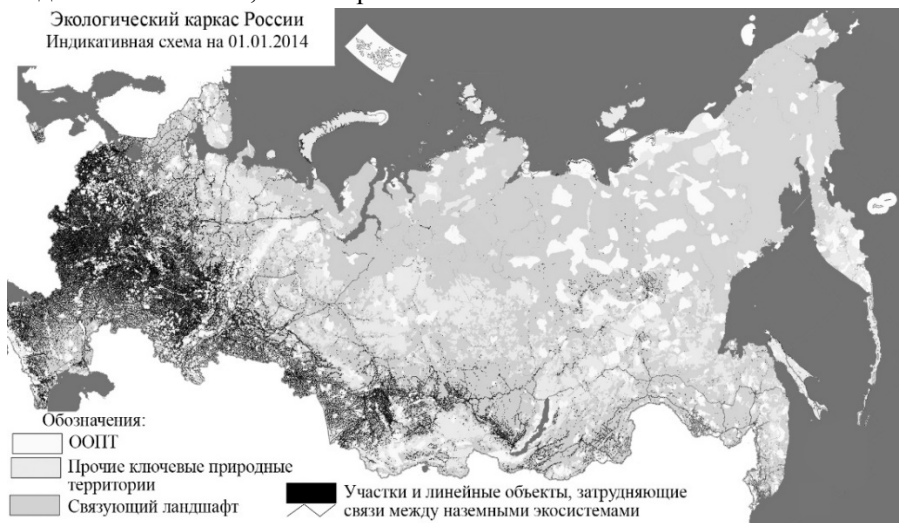 Экологический каркас России
Индикативная схема на 01.01.2014
Обозначения:
ООПТ
Прочие ключевые природные
территории
Связующий ландшафт
Участки и линейные объекты, затрудняющие
связи между наземными экосистемами